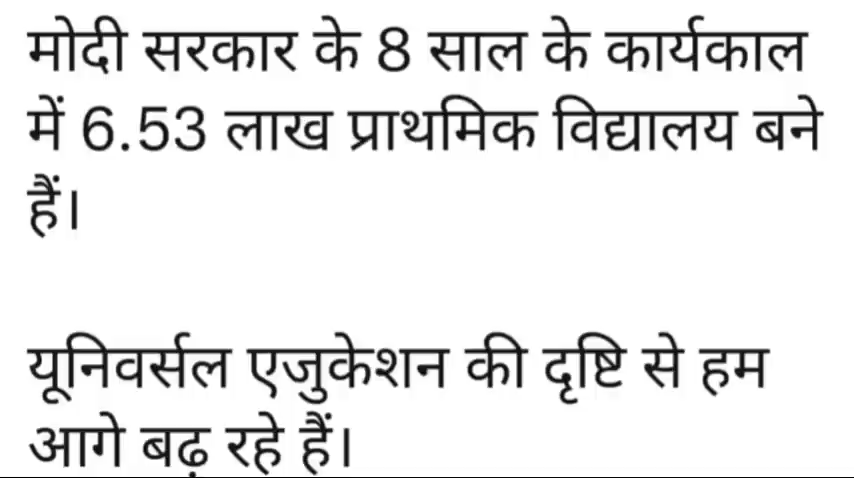 मोदी सरकार के 8 साल के कार्यकाल
में 6.53 लाख प्राथमिक विद्यालय बने
हैं।
यूनिवर्सल एजुकेशन की दृष्टि से हम
आगे बढ़ रहे हैं।